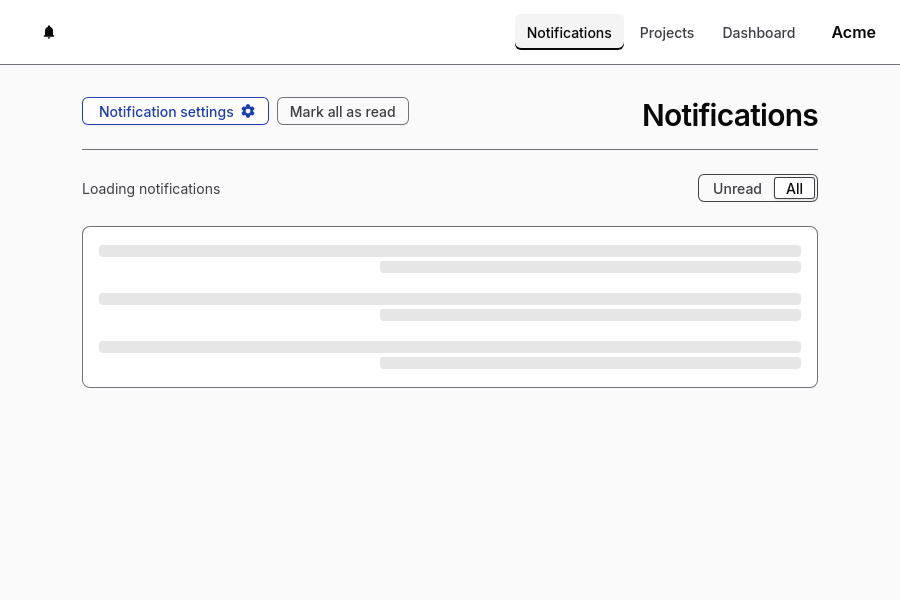 Acme
Dashboard
Projects
Notifications
Notifications
Mark all as read
Notification settings
All
Unread
Loading notifications